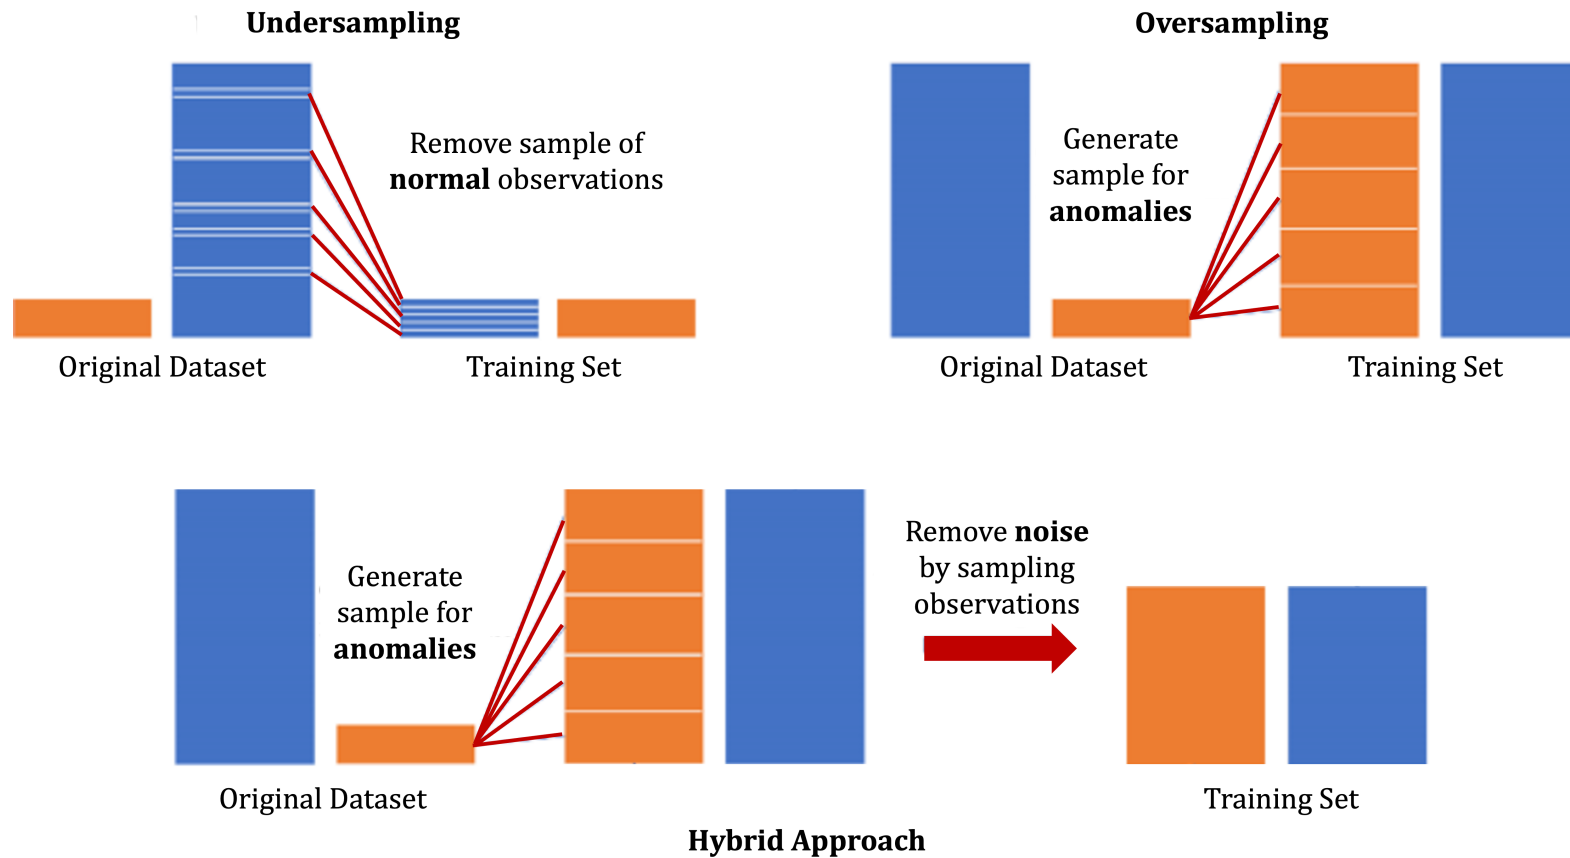 Undersampling
Remove sample of
normal observations
Original Dataset
Training Set
Oversampling
Generate
sample for
anomalies
Original Dataset
Training Set
Generate
sample for
anomalies
Original Dataset
Remove noise
by sampling
observations
Training Set
Hybrid Approach